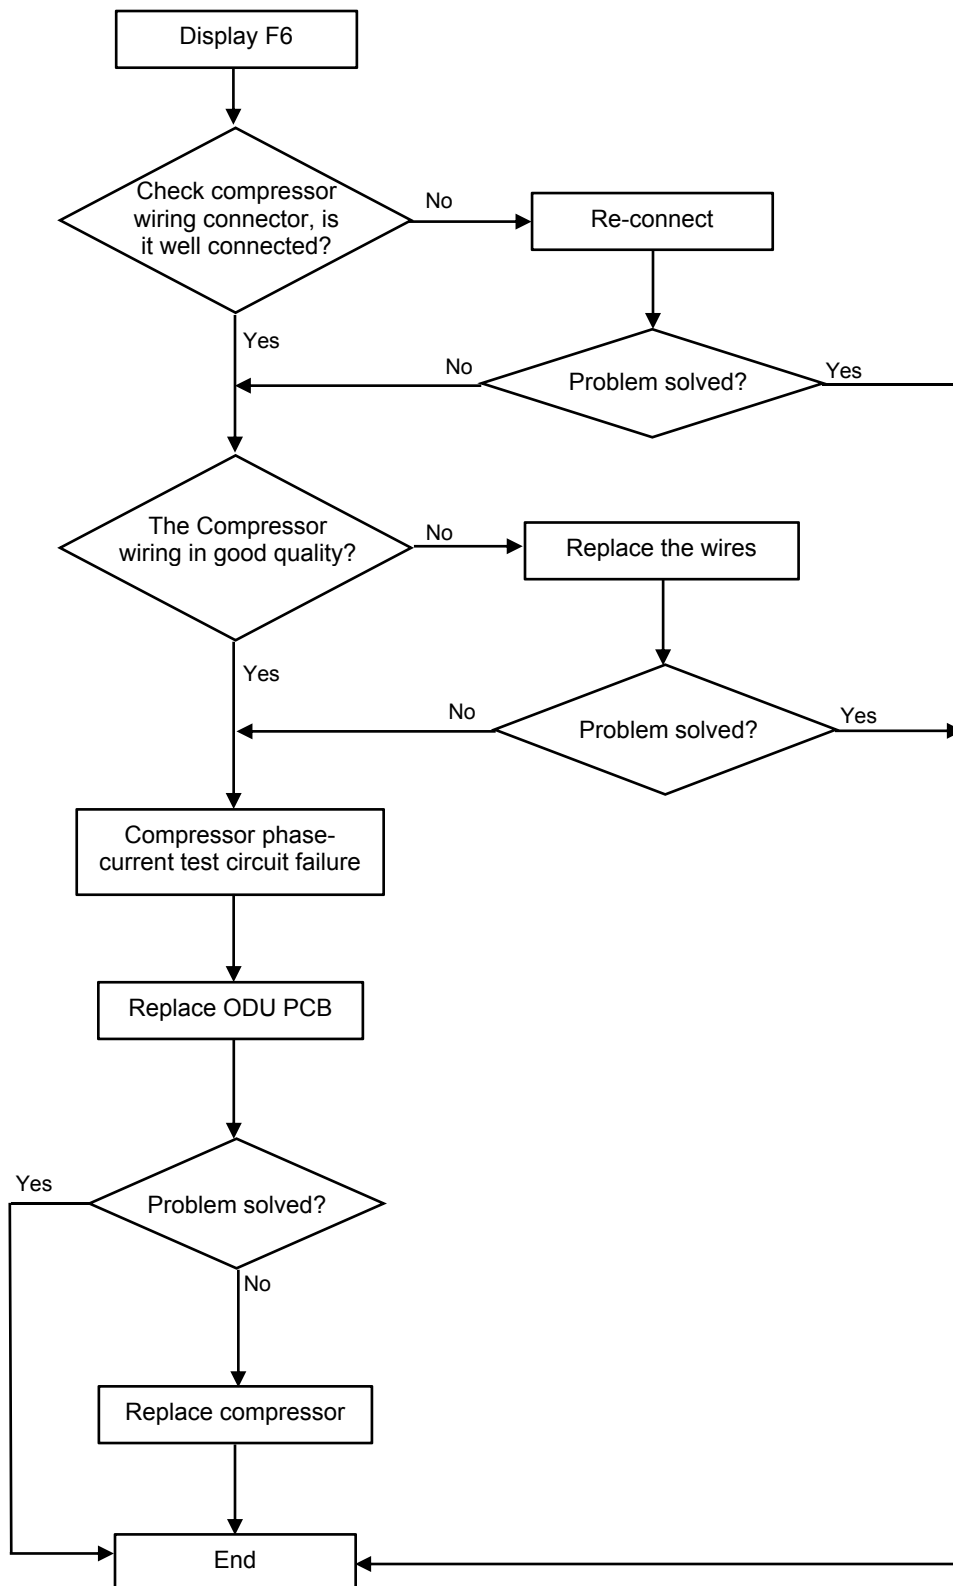 Display F6
Check compressor
wiring connector, is
it well connected?
No
Re-connect
Yes
No
Problem solved?
Yes
The Compressor
wiring in good quality?
No
Replace the wires
Yes
No
Problem solved?
Yes
Compressor phase-
current test circuit failure
Replace ODU PCB
Yes
Problem solved?
No
Replace compressor
End